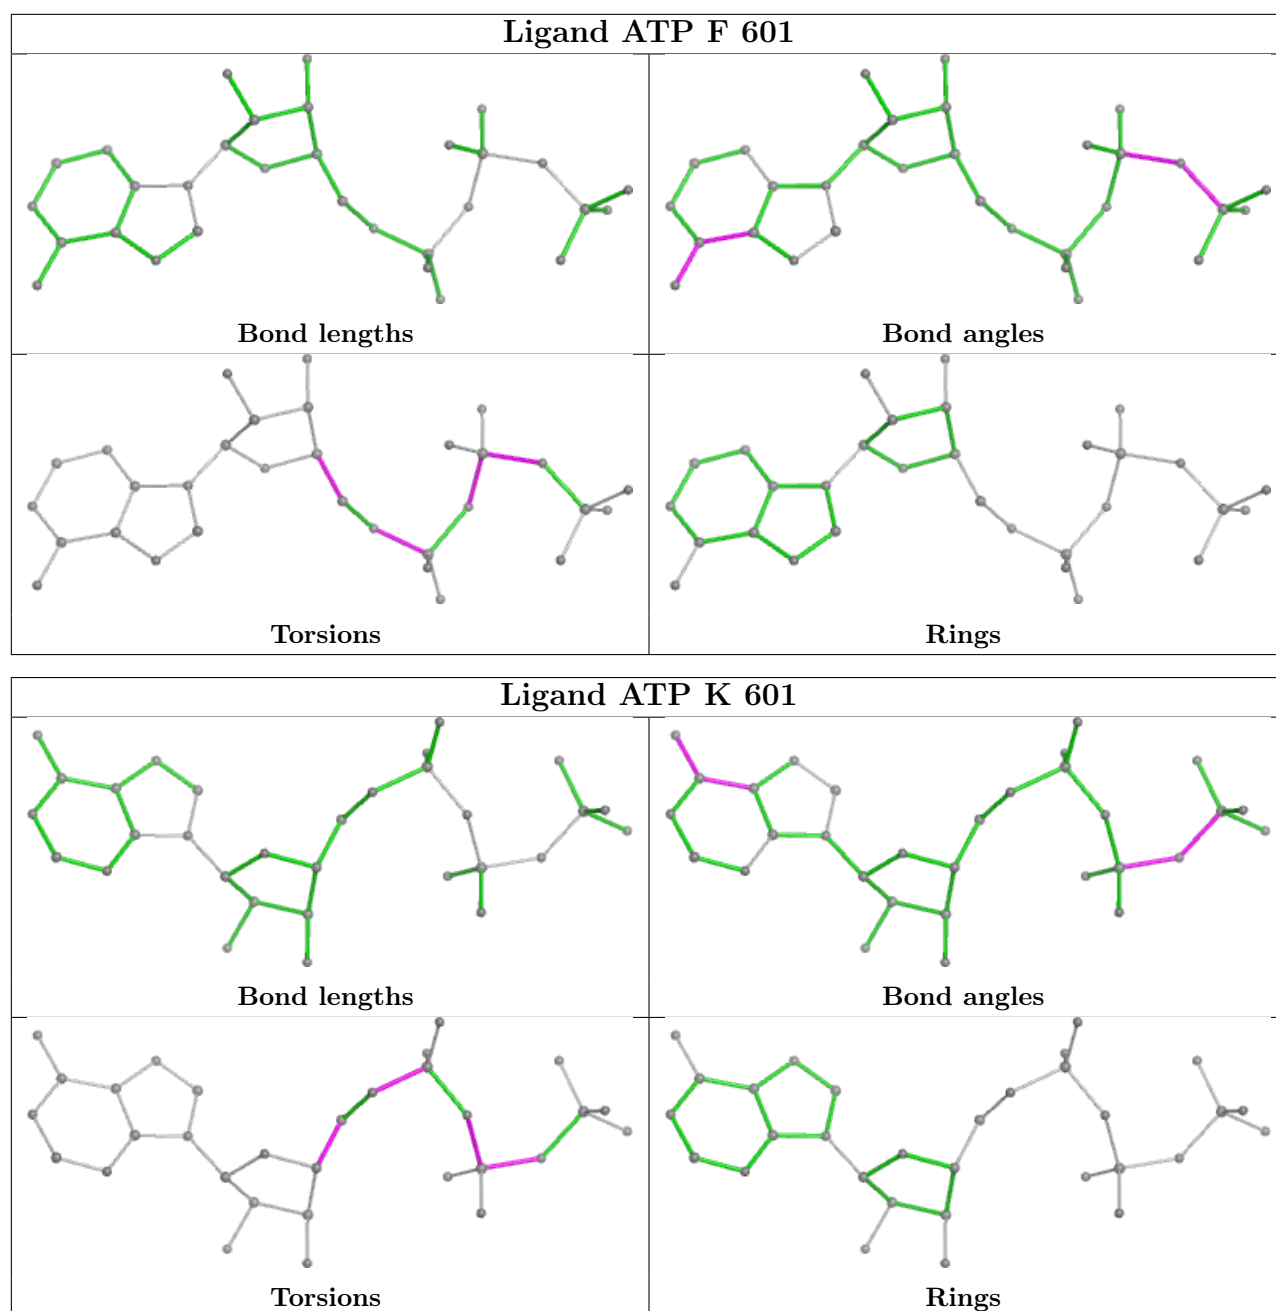 Ligand ATP F 601
Bond lengths
Bond angles
Torsions
Rings
Ligand ATP K 601
Bond lengths
Bond angles
Torsions
Rings